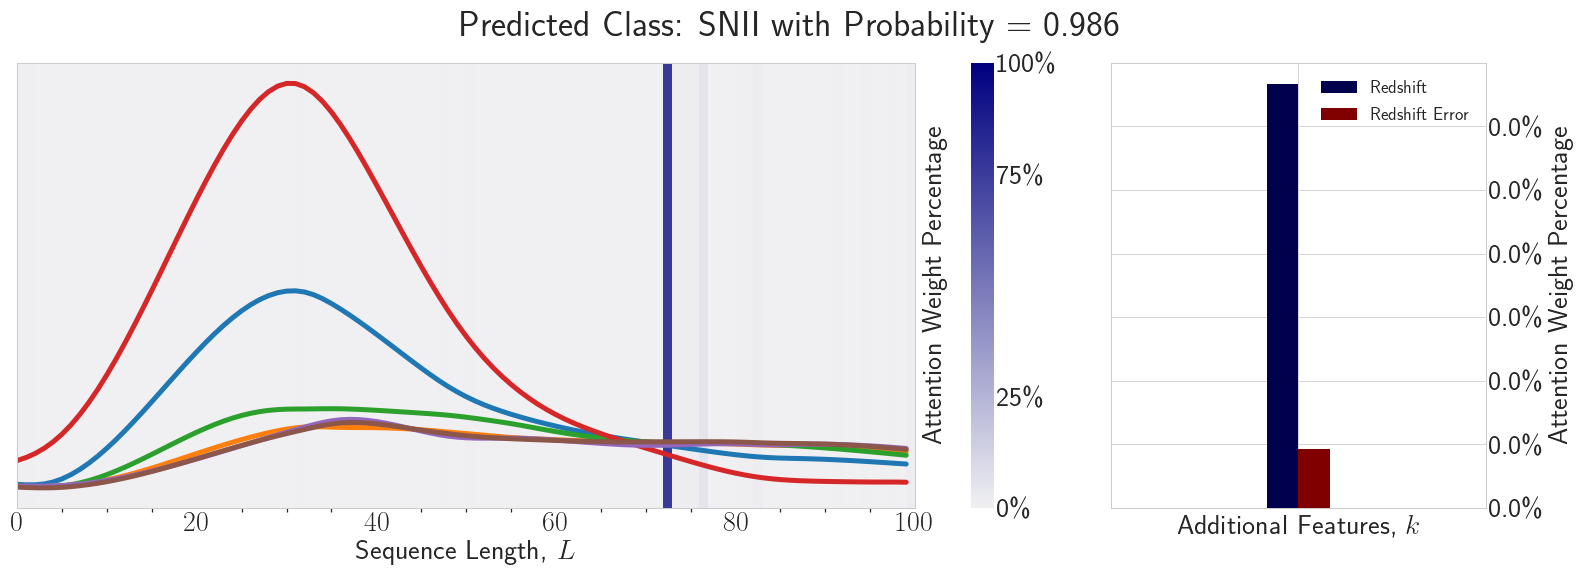 Predicted Class: SNII with Probability = 0.986
0
20
40
60
80
100
Sequence Length, L
Attention Weight Percentage
100%
75%
25%
0%
Redshift
Redshift Error
0.0%
0.0%
0.0%
0.0%
0.0%
0.0%
0.0%
Attention Weight Percentage
Additional Features, k